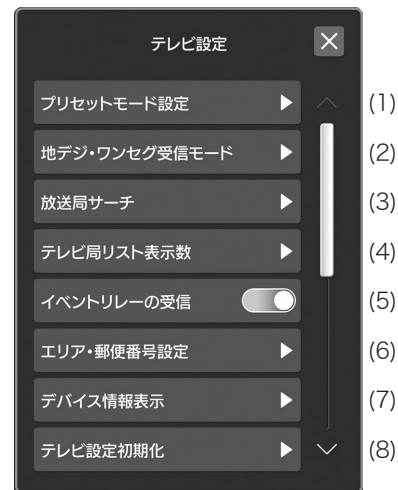 テレビ設定
プリセットモード設定 (1)
地デジ・ワンセグ受信モード (2)
放送局サーチ (3)
テレビ局リスト表示数 (4)
イベントリレーの受信 (5)
エリア・郵便番号設定 (6)
デバイス情報表示 (7)
テレビ設定初期化 (8)